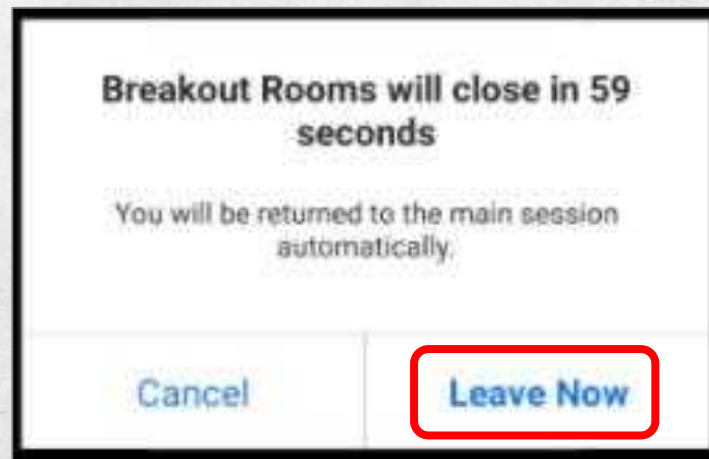 Breakout Rooms will close in 59
seconds
You will be returned to the main session
automatically.
Cancel
Leave Now